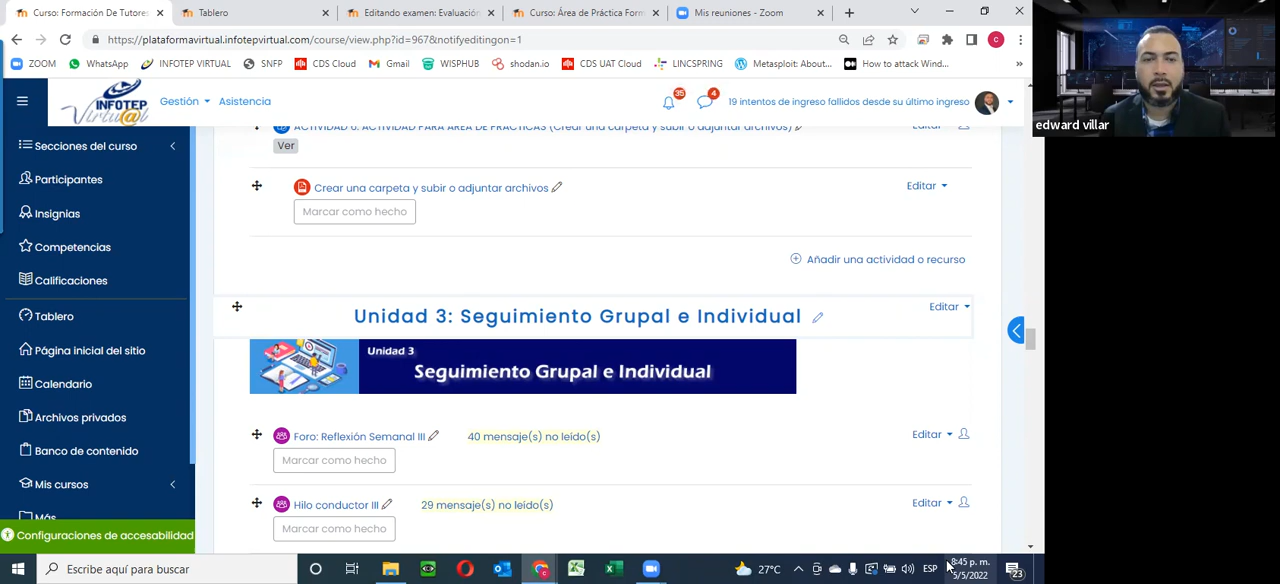 Curso: Formación De Tutores
Tablero
Editando examen: Evaluación
Curso: Área de Práctica Form
Mis reuniones - Zoom
https://plataformavirtual.infotepvirtual.com/course/view.php?id=967&notifyeditingon=1
C
ZOOM
WhatsApp
INFOTEP VIRTUAL
SNFP
CDS Cloud
Gmail
WISPHUB
shodan.io
CDS UAT Cloud
LINCSPRING
Metasploit: About...
How to attack Wind...
INFOTEP
Virtu@l
Gestión
Asistencia
35
4
19 intentos de ingreso fallidos desde su último ingreso
edward villar
Secciones del curso
Participantes
Insignias
Competencias
Calificaciones
Tablero
Página inicial del sitio
Calendario
Archivos privados
Banco de contenido
Mis cursos
Más
Configuraciones de accesabilidad
ACTIVIDAD 6: ACTIVIDAD PARA ÁREA DE PRÁCTICAS (Crear una carpeta y subir o adjuntar archivos)
Editar
Ver
Crear una carpeta y subir o adjuntar archivos
Editar
Marcar como hecho
Añadir una actividad o recurso
Editar
Unidad 3: Seguimiento Grupal e Individual
Unidad 3
Seguimiento Grupal e Individual
Foro: Reflexión Semanal III
40 mensaje(s) no leído(s)
Editar
Marcar como hecho
Hilo conductor III
29 mensaje(s) no leído(s)
Editar
Marcar como hecho
Escribe aquí para buscar
27°C
ESP
8:45 p. m.
5/5/2022
23